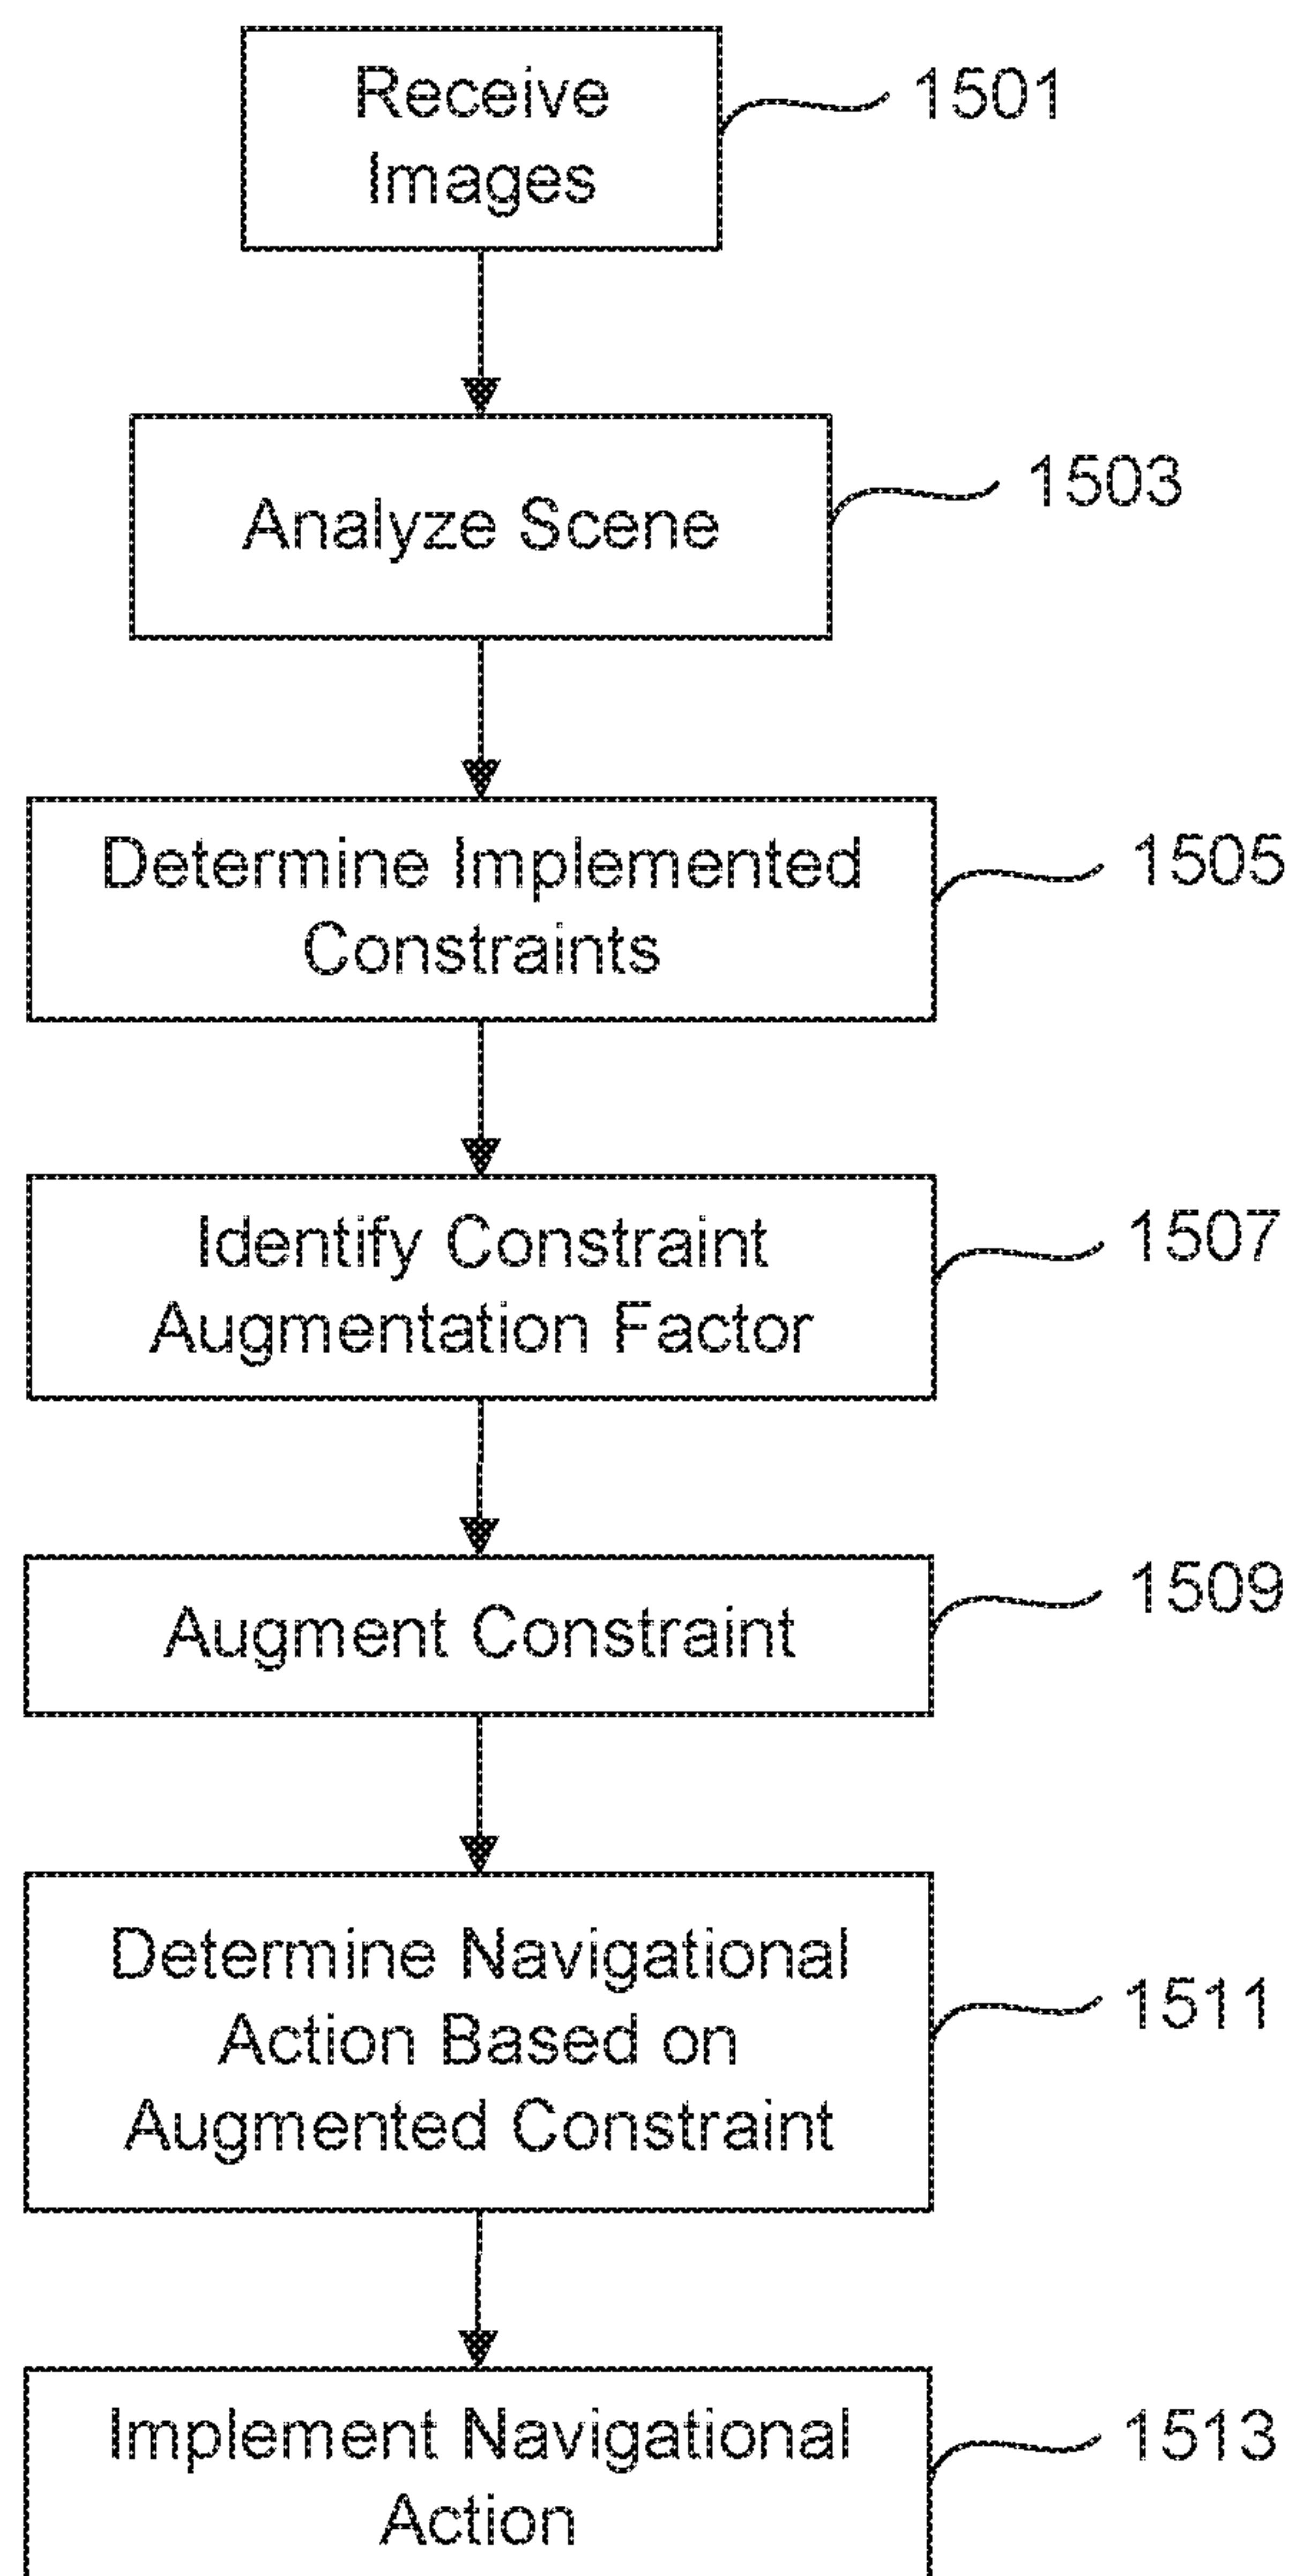 Receive
Images
1501
Analyze Scene
1503
Determine Implemented
Constraints
1505
Identify Constraint
Augmentation Factor
1507
Augment Constraint
1509
Determine Navigational
Action Based on
Augmented Constraint
1511
Implement Navigational
Action
1513